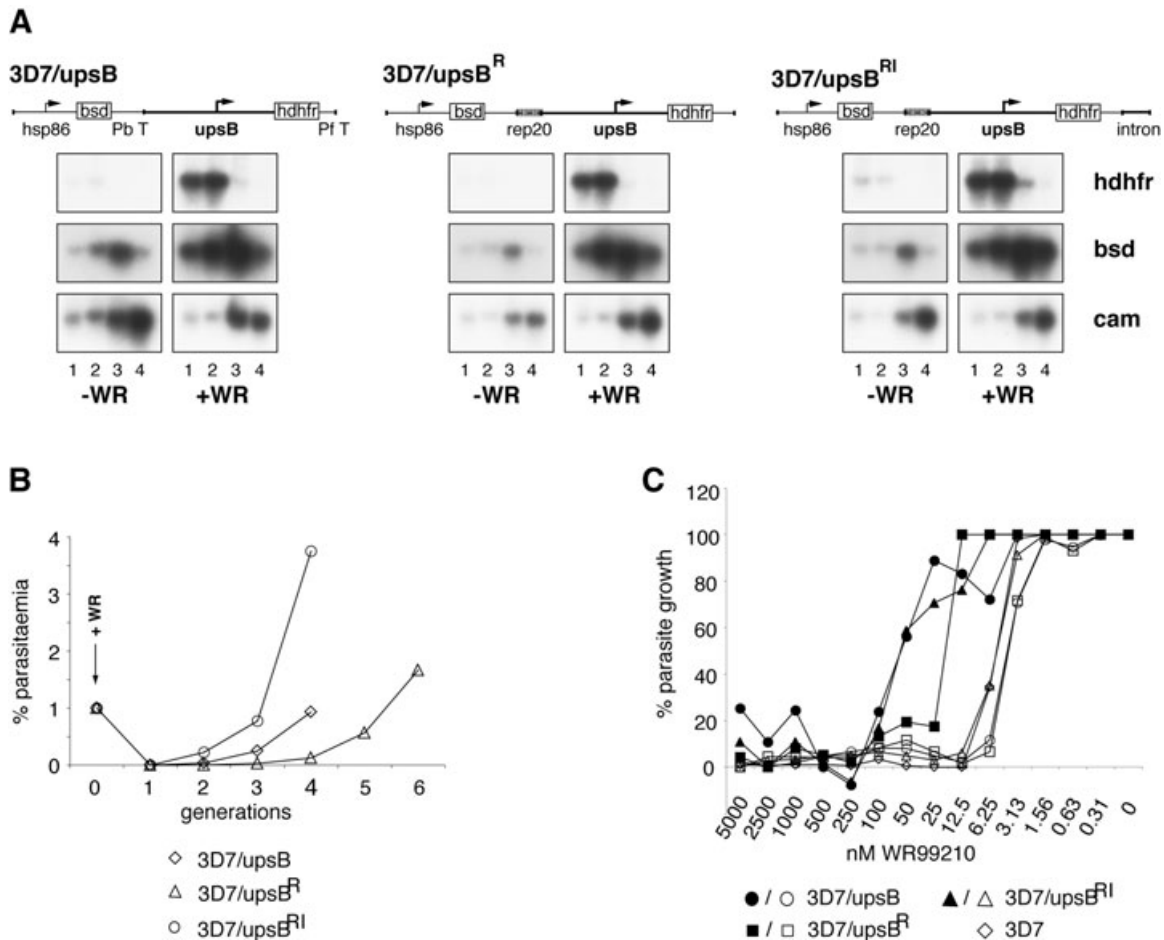 A
3D7/upsB
bsd
hdhfr
hsp86 Pb T upsB Pf T
3D7/upsB^R
bsd
hdhfr
hsp86 rep20 upsB
3D7/upsB^RI
bsd
hdhfr
hsp86 rep20 upsB intron
hdhfr
bsd
cam
1 2 3 4 1 2 3 4
-WR +WR
1 2 3 4 1 2 3 4
-WR +WR
1 2 3 4 1 2 3 4
-WR +WR
B
% parasitaemia
4
3
2
1
0
+ WR
0 1 2 3 4 5 6
generations
3D7/upsB
3D7/upsB^R
3D7/upsB^RI
C
% parasite growth
120
100
80
60
40
20
0
5000 2500 1000 500 250 100 50 25 12.5 6.25 3.13 1.56 0.63 0.31 0
nM WR99210
/ 3D7/upsB
/ 3D7/upsB^RI
/ 3D7/upsB^R
3D7